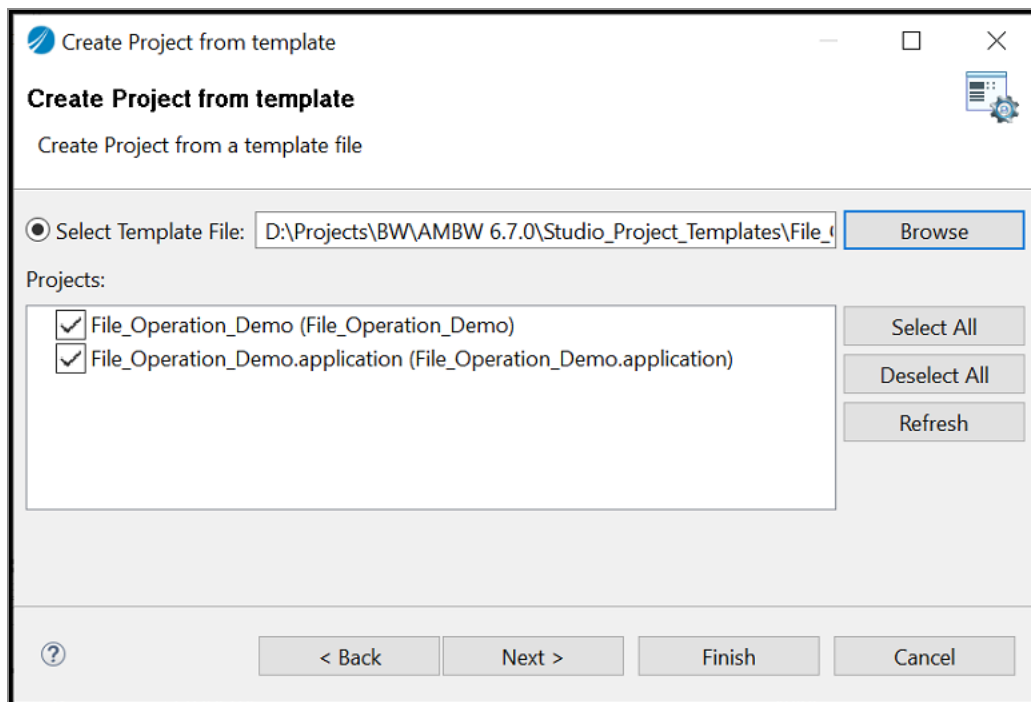 Create Project from template
Create Project from template
Create Project from a template file
Select Template File: D:\Projects\BW\AMBW 6.7.0\Studio_Project_Templates\File_ Browse
Projects:
File_Operation_Demo (File_Operation_Demo)
File_Operation_Demo.application (File_Operation_Demo.application)
Select All
Deselect All
Refresh
? < Back Next > Finish Cancel